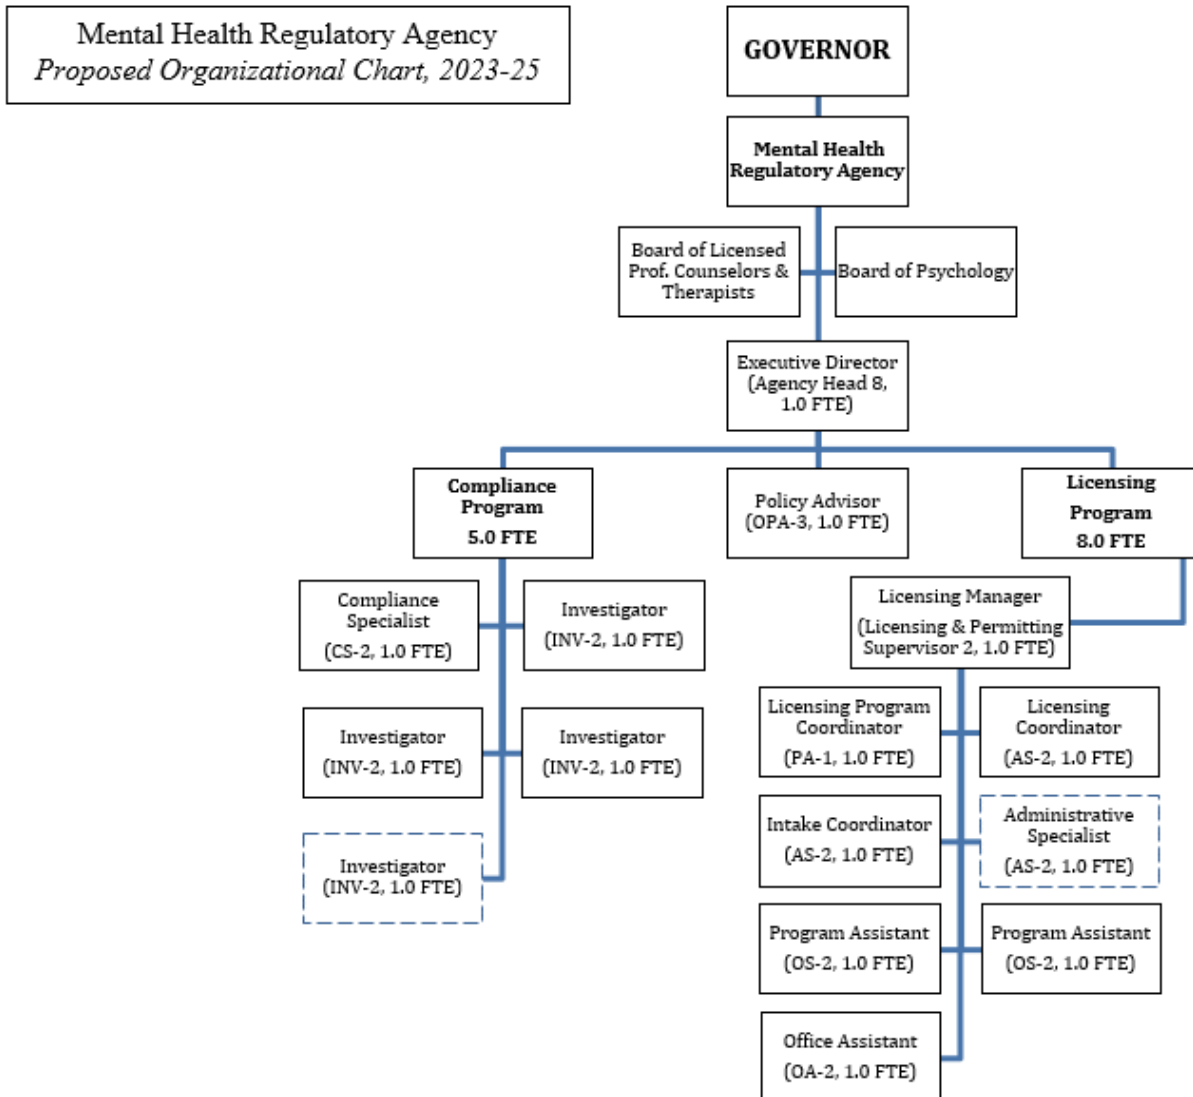 Mental Health Regulatory Agency
Proposed Organizational Chart, 2023-25
GOVERNOR
Mental Health
Regulatory Agency
Board of Licensed
Prof. Counselors &
Therapists
Board of Psychology
Executive Director
(Agency Head 8,
1.0 FTE)
Compliance
Program
5.0 FTE
Policy Advisor
(OPA-3, 1.0 FTE)
Licensing
Program
8.0 FTE
Compliance
Specialist
(CS-2, 1.0 FTE)
Investigator
(INV-2, 1.0 FTE)
Investigator
(INV-2, 1.0 FTE)
Investigator
(INV-2, 1.0 FTE)
Investigator
(INV-2, 1.0 FTE)
Licensing Manager
(Licensing & Permitting
Supervisor 2, 1.0 FTE)
Licensing Program
Coordinator
(PA-1, 1.0 FTE)
Licensing
Coordinator
(AS-2, 1.0 FTE)
Intake Coordinator
(AS-2, 1.0 FTE)
Administrative
Specialist
(AS-2, 1.0 FTE)
Program Assistant
(OS-2, 1.0 FTE)
Program Assistant
(OS-2, 1.0 FTE)
Office Assistant
(OA-2, 1.0 FTE)